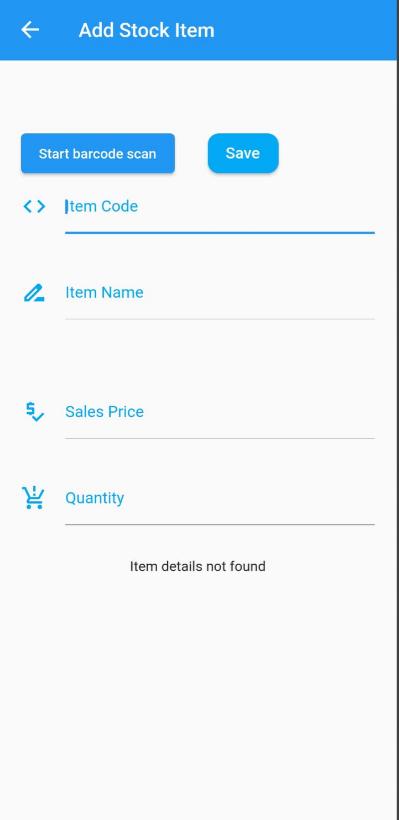 Add Stock Item
Start barcode scan
Save
Item Code
Item Name
Sales Price
Quantity
Item details not found